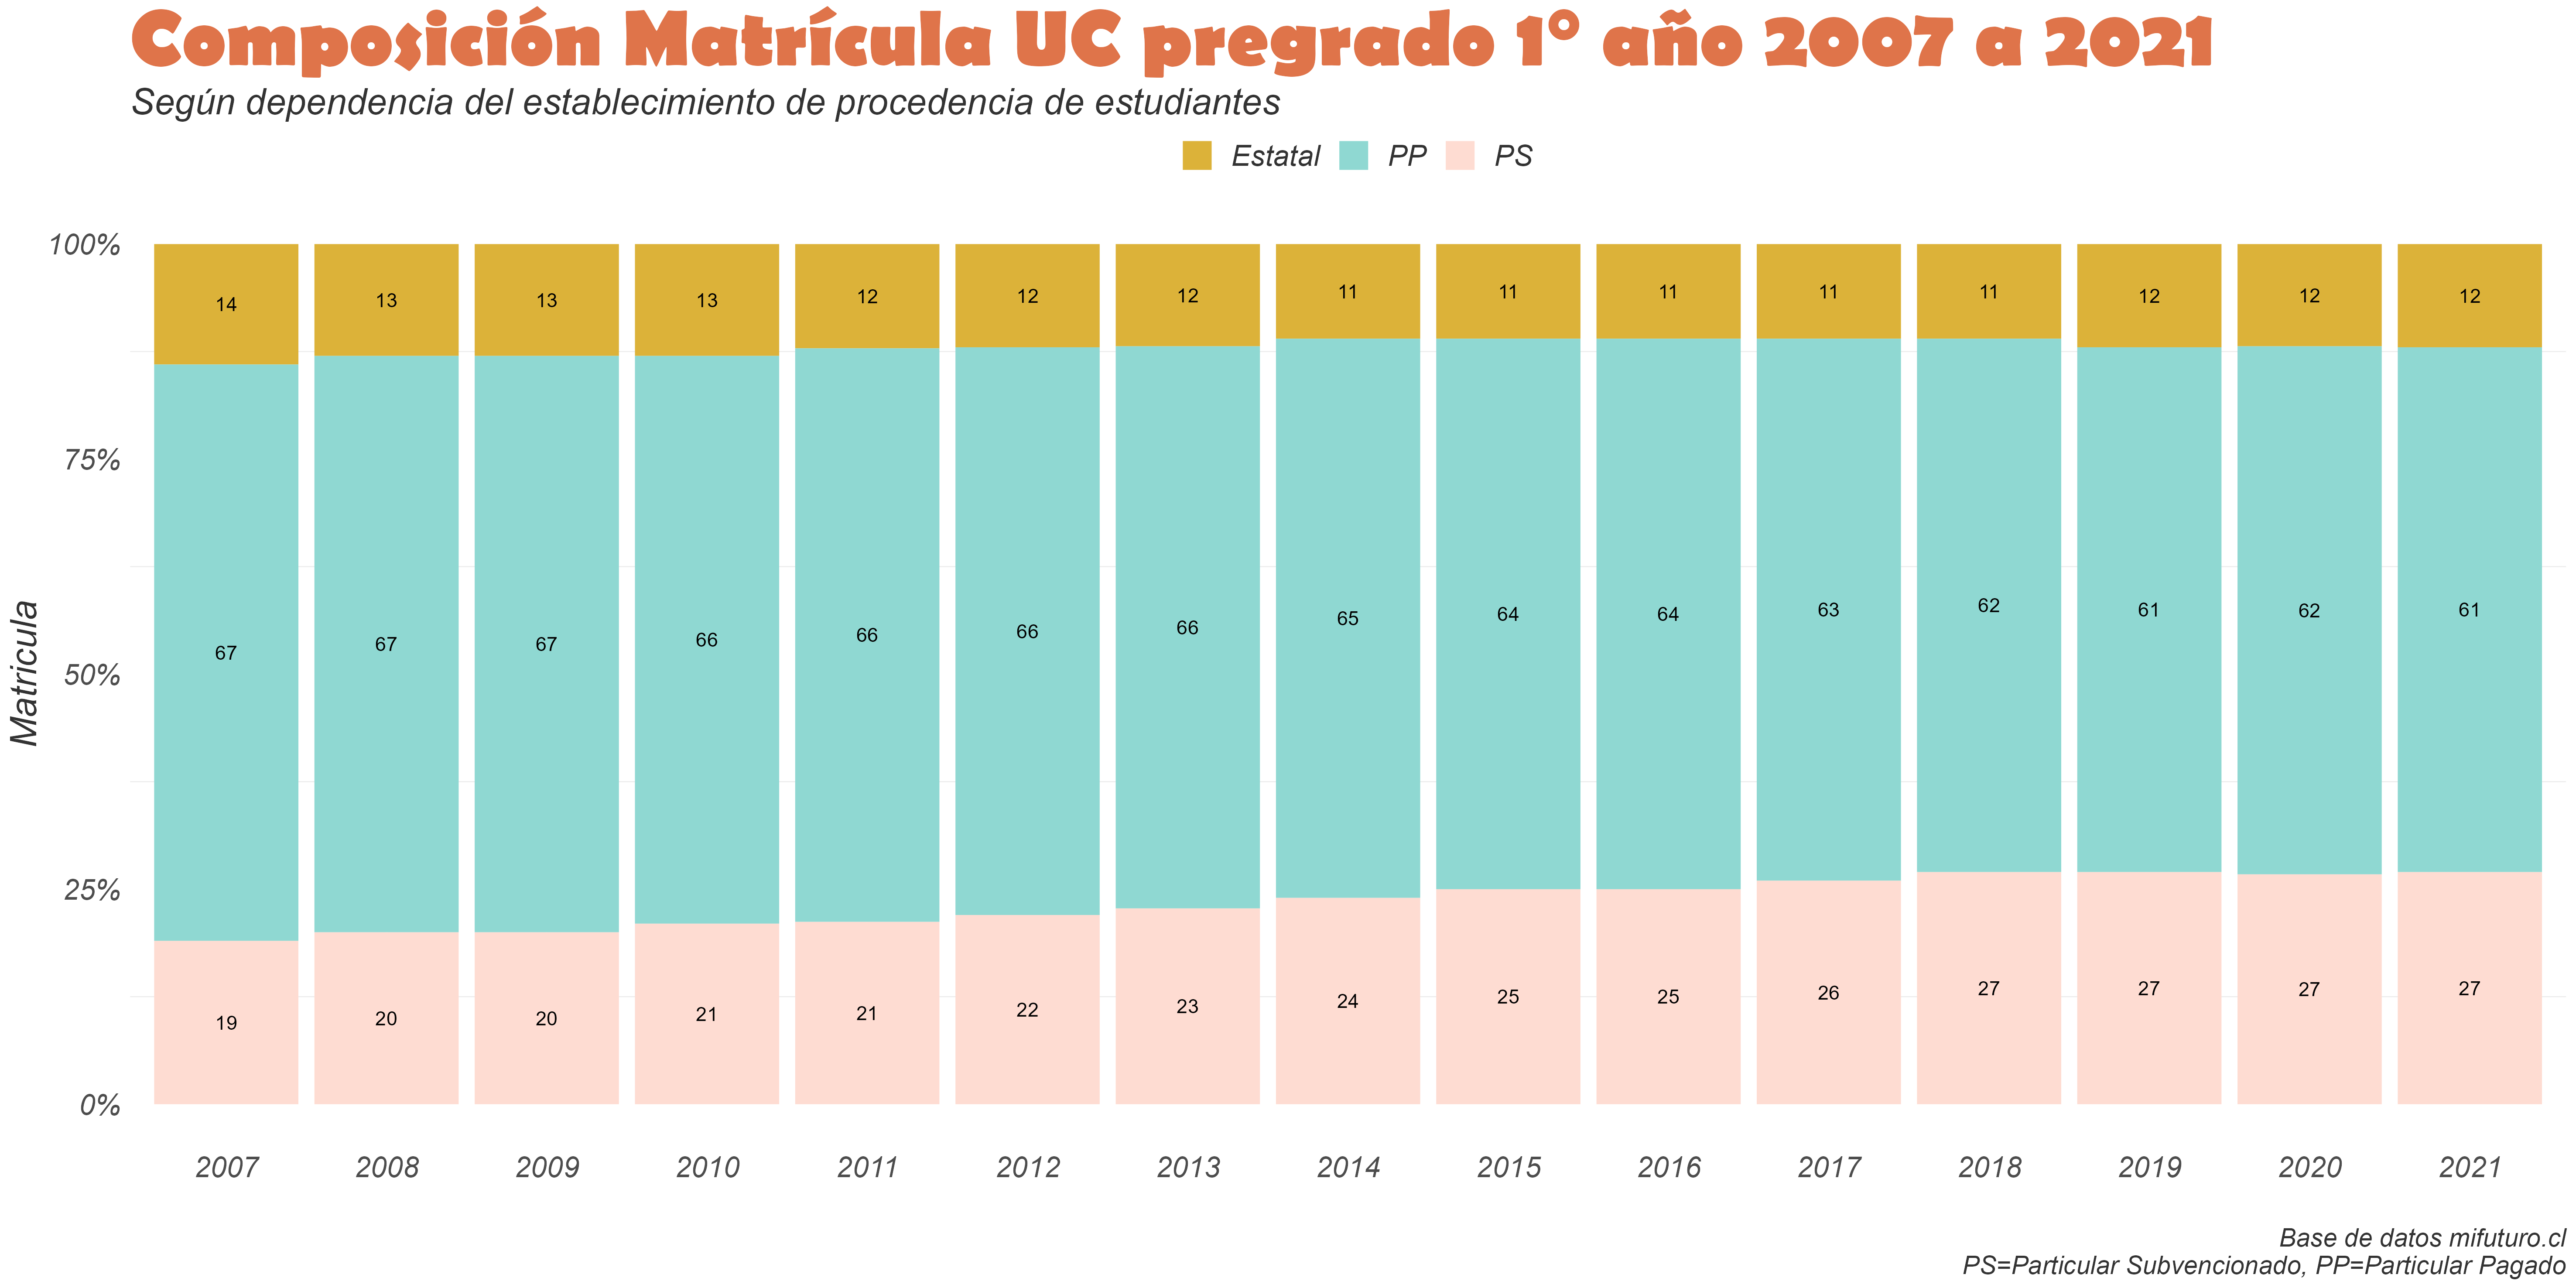 Composición Matrícula UC pregrado 1° año 2007 a 2021
Según dependencia del establecimiento de procedencia de estudiantes
Estatal PP PS
100%
75%
50%
25%
0%
Matricula
14 13 13 13 12 12 12 11 11 11 11 11 12 12 12
67 67 67 66 66 66 66 65 64 64 63 62 61 62 61
19 20 20 21 21 22 23 24 25 25 26 27 27 27 27
2007 2008 2009 2010 2011 2012 2013 2014 2015 2016 2017 2018 2019 2020 2021
Base de datos mifuturo.cl
PS=Particular Subvencionado, PP=Particular Pagado